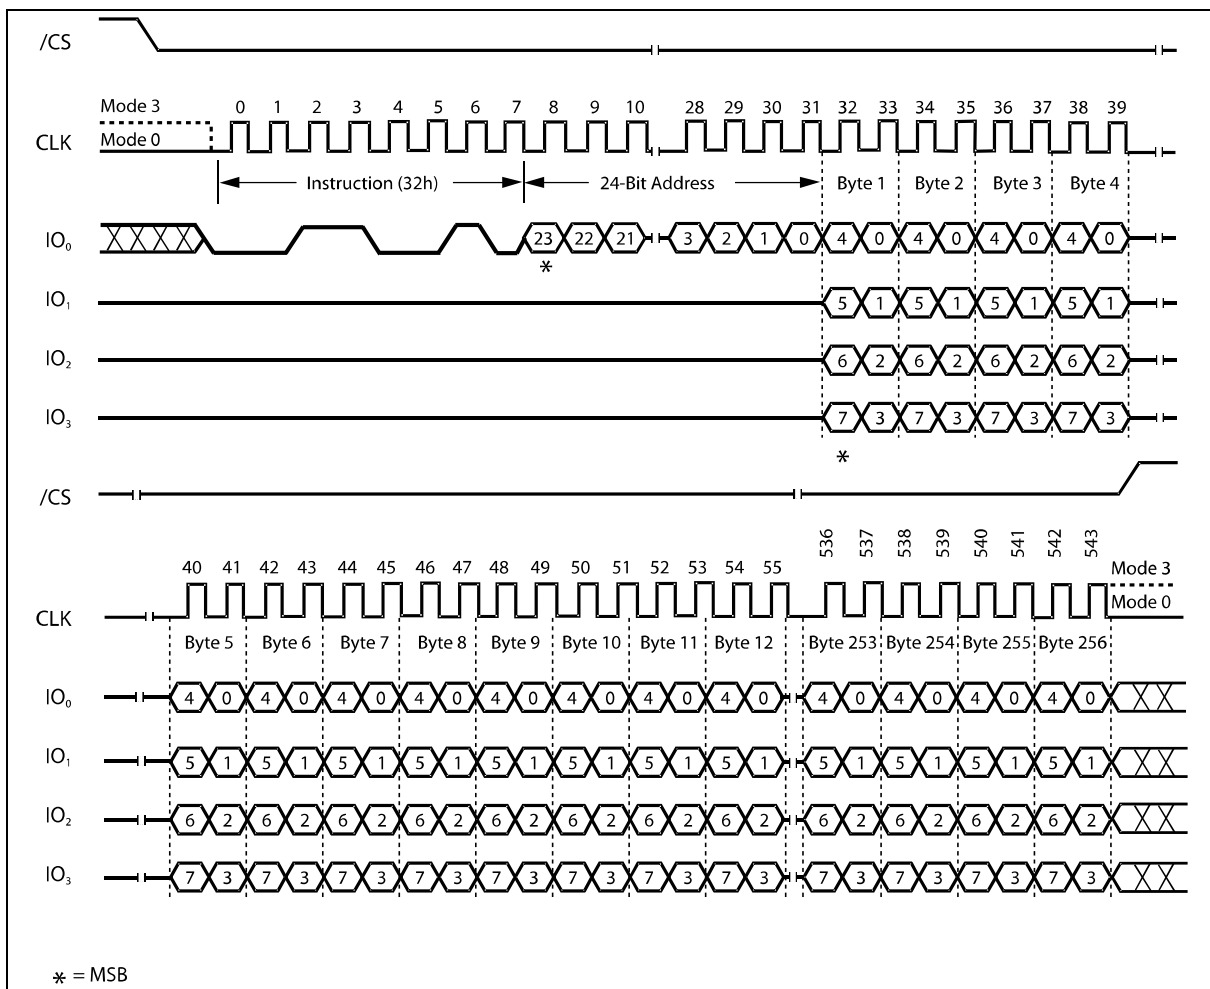 /CS
Mode 3
0 1 2 3 4 5 6 7 8 9 10 28 29 30 31 32 33 34 35 36 37 38 39
CLK
Mode 0
Instruction (32h) 24-Bit Address Byte 1 Byte 2 Byte 3 Byte 4
IO₀ 23 22 21 3 2 1 0 4 0 4 0 4 0 4 0
*
IO₁ 5 1 5 1 5 1 5 1
IO₂ 6 2 6 2 6 2 6 2
IO₃ 7 3 7 3 7 3 7 3
*
/CS
536 537 538 539 540 541 542 543
40 41 42 43 44 45 46 47 48 49 50 51 52 53 54 55 Mode 3
CLK Mode 0
Byte 5 Byte 6 Byte 7 Byte 8 Byte 9 Byte 10 Byte 11 Byte 12 Byte 253 Byte 254 Byte 255 Byte 256
IO₀ 4 0 4 0 4 0 4 0 4 0 4 0 4 0 4 0 4 0 4 0 4 0 4 0
IO₁ 5 1 5 1 5 1 5 1 5 1 5 1 5 1 5 1 5 1 5 1 5 1 5 1
IO₂ 6 2 6 2 6 2 6 2 6 2 6 2 6 2 6 2 6 2 6 2 6 2 6 2
IO₃ 7 3 7 3 7 3 7 3 7 3 7 3 7 3 7 3 7 3 7 3 7 3 7 3
* = MSB